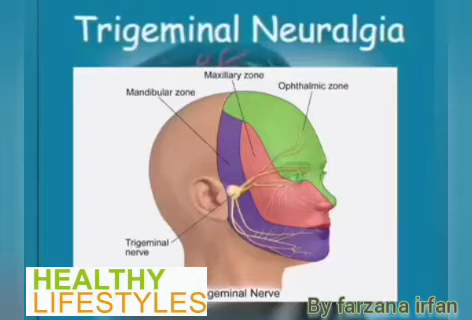 Trigeminal Neuralgia
Maxillary zone
Mandibular zone
Ophthalmic zone
Trigeminal
nerve
HEALTHY
LIFESTYLES
geminal Nerve
By farzana irfan